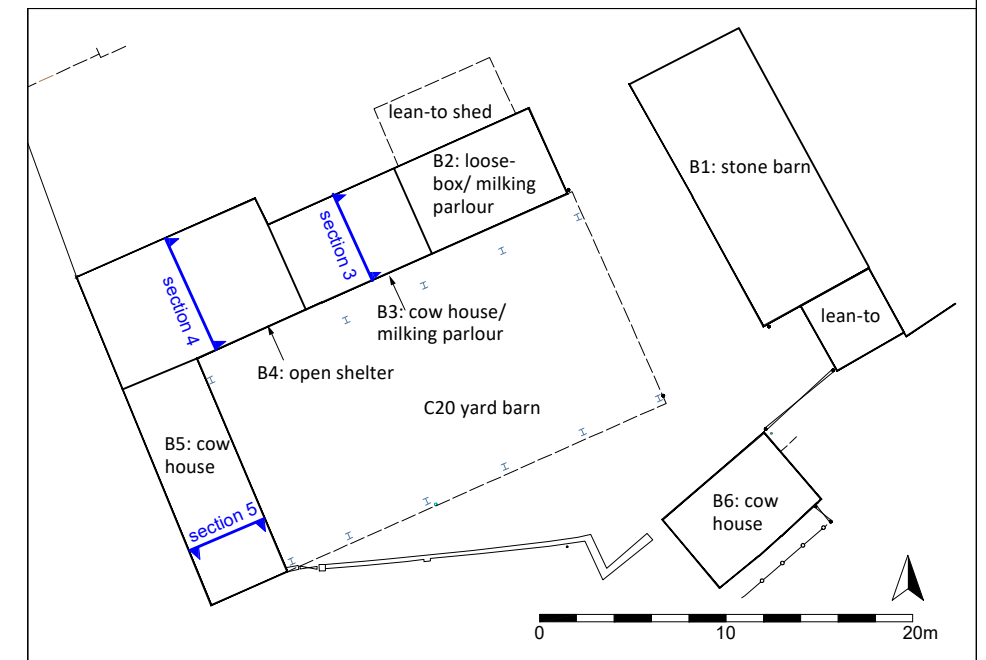 lean-to shed
B2: loose-
box/ milking
parlour
B1: stone barn
section 3
section 4
B3: cow house/
milking parlour
lean-to
B4: open shelter
C20 yard barn
B5: cow
house
section 5
B6: cow
house
0
10
20m